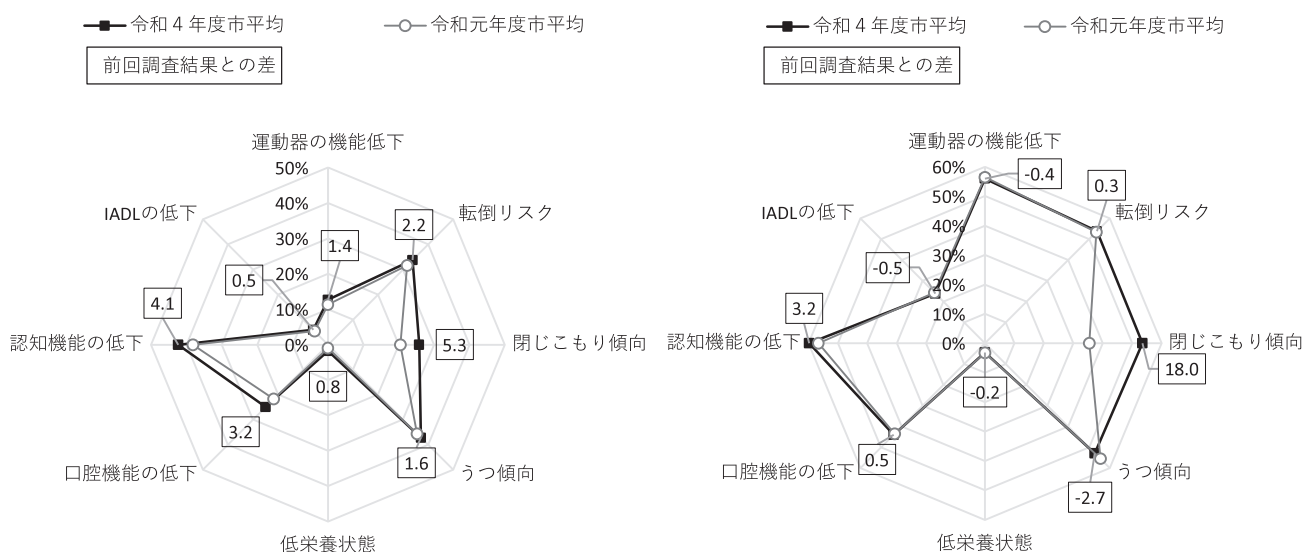 令和４年度市平均
令和元年度市平均
前回調査結果との差
運動器の機能低下
50%
40%
30%
20%
10%
0%
転倒リスク
閉じこもり傾向
うつ傾向
低栄養状態
口腔機能の低下
認知機能の低下
IADLの低下
1.4
2.2
5.3
1.6
0.8
3.2
4.1
0.5
令和４年度市平均
令和元年度市平均
前回調査結果との差
運動器の機能低下
60%
50%
40%
30%
20%
10%
0%
転倒リスク
閉じこもり傾向
うつ傾向
低栄養状態
口腔機能の低下
認知機能の低下
IADLの低下
-0.4
0.3
18.0
-2.7
-0.2
0.5
3.2
-0.5